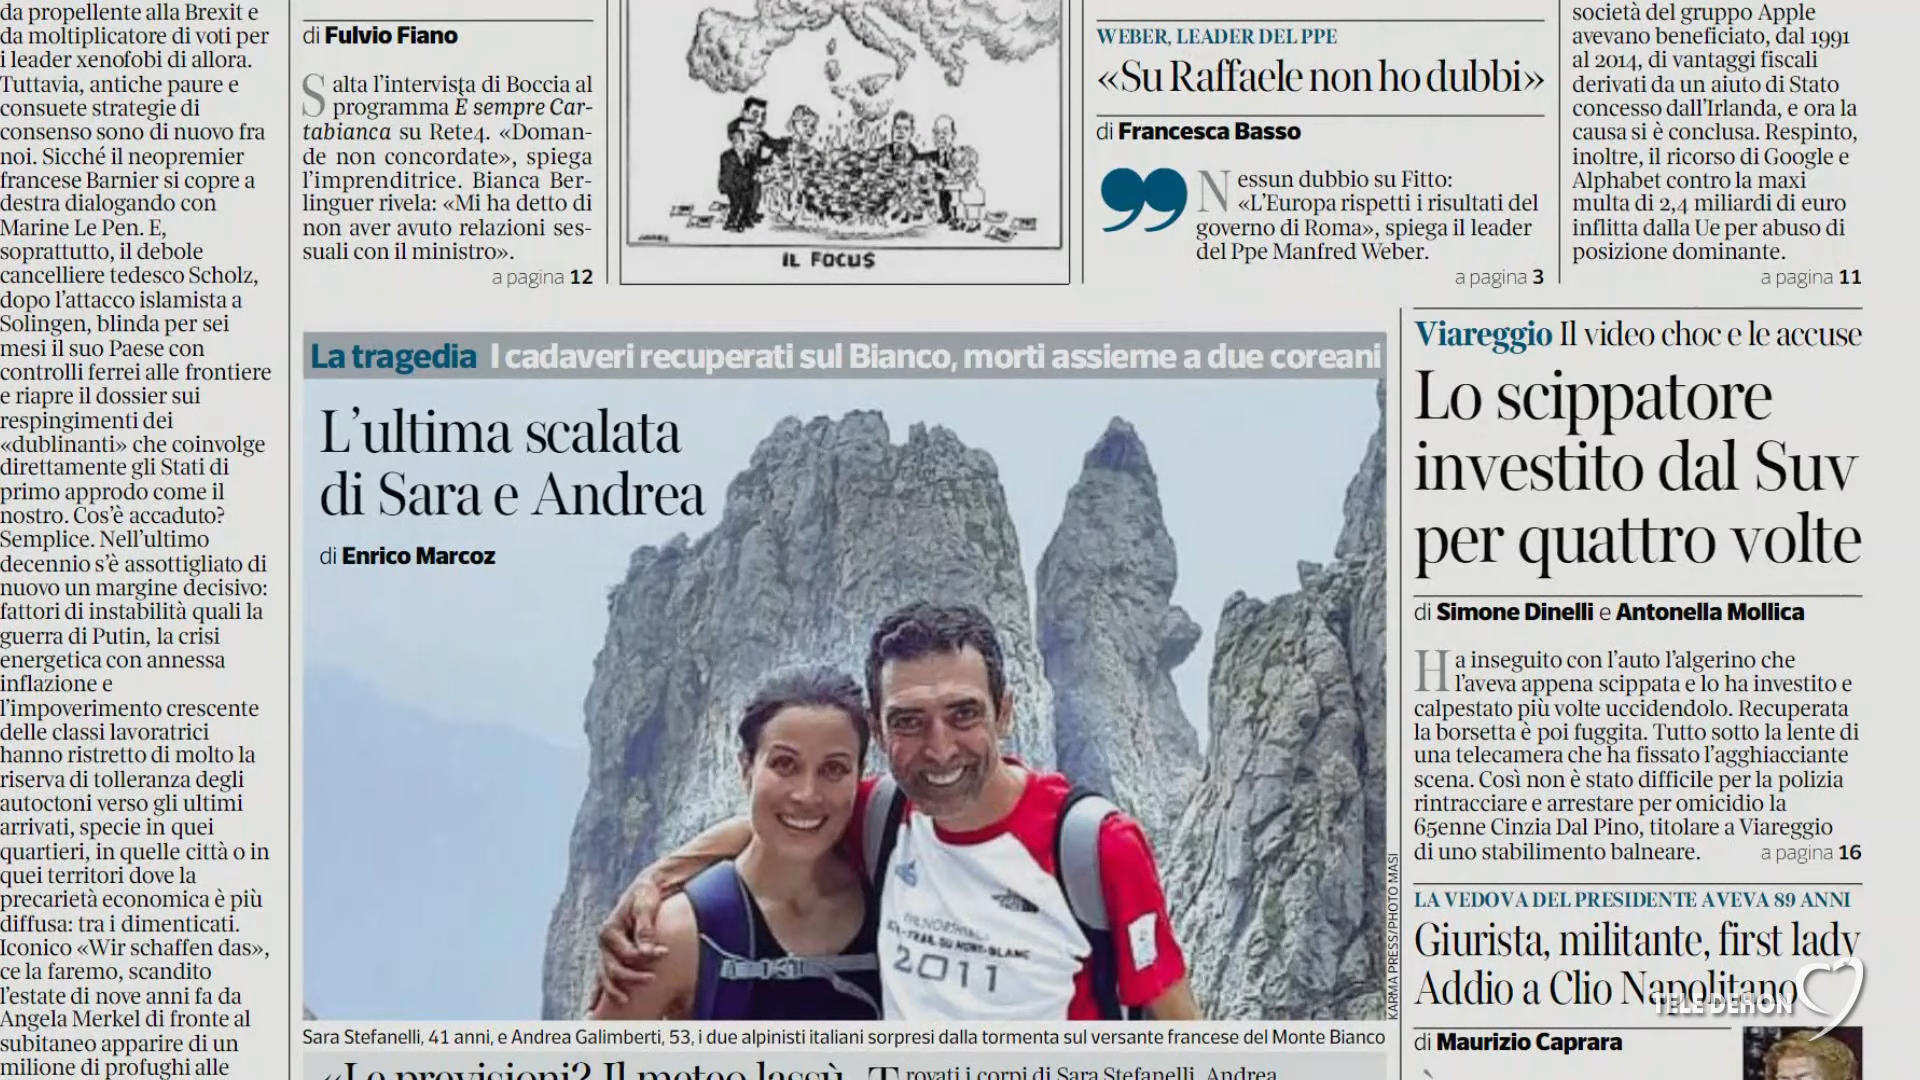 da propellente alla Brexit e
da moltiplicatore di voti per
i leader xenofobi di allora.
Tuttavia, antiche paure e
consuete strategie di
consenso sono di nuovo fra
noi. Sicché il neopremier
francese Barnier si copre a
destra dialogando con
Marine Le Pen. E,
soprattutto, il debole
cancelliere tedesco Scholz,
dopo l'attacco islamista a
Solingen, blinda per sei
mesi il suo Paese con
controlli ferrei alle frontiere
e riapre il dossier sui
respingimenti dei
«dublinanti» che coinvolge
direttamente gli Stati di
primo approdo come il
nostro. Cos'è accaduto?
Semplice. Nell'ultimo
decennio s'è assottigliato di
nuovo un margine decisivo:
fattori di instabilità quali la
guerra di Putin, la crisi
energetica con annessa
inflazione e
l'impoverimento crescente
delle classi lavoratrici
hanno ristretto di molto la
riserva di tolleranza degli
autoctoni verso gli ultimi
arrivati, specie in quei
quartieri, in quelle città o in
quei territori dove la
precarietà economica è più
diffusa: tra i dimenticati.
Iconico «Wir schaffen das»,
ce la faremo, scandito
l'estate di nove anni fa da
Angela Merkel di fronte al
subitaneo apparire di un
milione di profughi alle
di Fulvio Fiano
Salta l'intervista di Boccia al
programma È sempre Car-
tabianca su Rete4. «Doman-
de non concordate», spiega
l'imprenditrice. Bianca Ber-
linguer rivela: «Mi ha detto di
non aver avuto relazioni ses-
suali con il ministro».
a pagina 12
IL FOCUS
WEBER, LEADER DEL PPE
«Su Raffaele non ho dubbi»
di Francesca Basso
Nessun dubbio su Fitto:
«L'Europa rispetti i risultati del
governo di Roma», spiega il leader
del Ppe Manfred Weber.
a pagina 3
società del gruppo Apple
avevano beneficiato, dal 1991
al 2014, di vantaggi fiscali
derivati da un aiuto di Stato
concesso dall'Irlanda, e ora la
causa si è conclusa. Respinto,
inoltre, il ricorso di Google e
Alphabet contro la maxi
multa di 2,4 miliardi di euro
inflitta dalla Ue per abuso di
posizione dominante.
a pagina 11
La tragedia I cadaveri recuperati sul Bianco, morti assieme a due coreani
L'ultima scalata
di Sara e Andrea
di Enrico Marcoz
2011
KARMA PRESS/PHOTO MASI
Sara Stefanelli, 41 anni, e Andrea Galimberti, 53, i due alpinisti italiani sorpresi dalla tormenta sul versante francese del Monte Bianco
«Le previsioni? Il meteo lassù
Trovati i corpi di Sara Stefanelli, Andrea
Viareggio Il video choc e le accuse
Lo scippatore
investito dal Suv
per quattro volte
di Simone Dinelli e Antonella Mollica
Ha inseguito con l'auto l'algerino che
l'aveva appena scippata e lo ha investito e
calpestato più volte uccidendolo. Recuperata
la borsetta è poi fuggita. Tutto sotto la lente di
una telecamera che ha fissato l'agghiacciante
scena. Così non è stato difficile per la polizia
rintracciare e arrestare per omicidio la
65enne Cinzia Dal Pino, titolare a Viareggio
di uno stabilimento balneare. a pagina 16
LA VEDOVA DEL PRESIDENTE AVEVA 89 ANNI
Giurista, militante, first lady
Addio a Clio Napolitano
TELE DEHON
di Maurizio Caprara